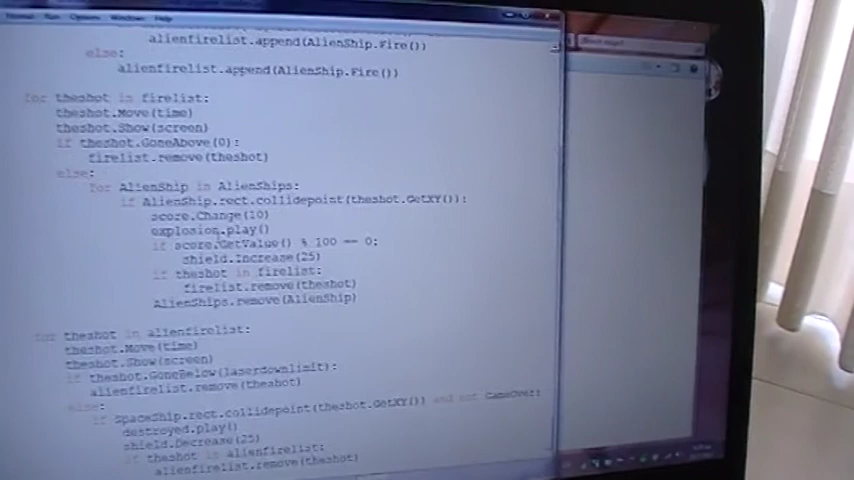 Format Run Options Windows Help
alienfirelist.append(AlienShip.Fire())
else:
alienfirelist.append(AlienShip.Fire())
for theshot in firelist:
theshot.Move(time)
theshot.Show(screen)
if theshot.GoneAbove(0):
firelist.remove(theshot)
else:
for AlienShip in AlienShips:
if AlienShip.rect.collidepoint(theshot.GetXY()):
score.Change(10)
explosion.play()
if score.GetValue() % 100 == 0:
shield.Increase(25)
if theshot in firelist:
firelist.remove(theshot)
AlienShips.remove(AlienShip)
for theshot in alienfirelist:
theshot.Move(time)
theshot.Show(screen)
if theshot.GoneBelow(laserdownlimit):
alienfirelist.remove(theshot)
else:
if SpaceShip.rect.collidepoint(theshot.GetXY()) and not GameOver:
destroyed.play()
shield.Decrease(25)
if theshot in alienfirelist:
alienfirelist.remove(theshot)